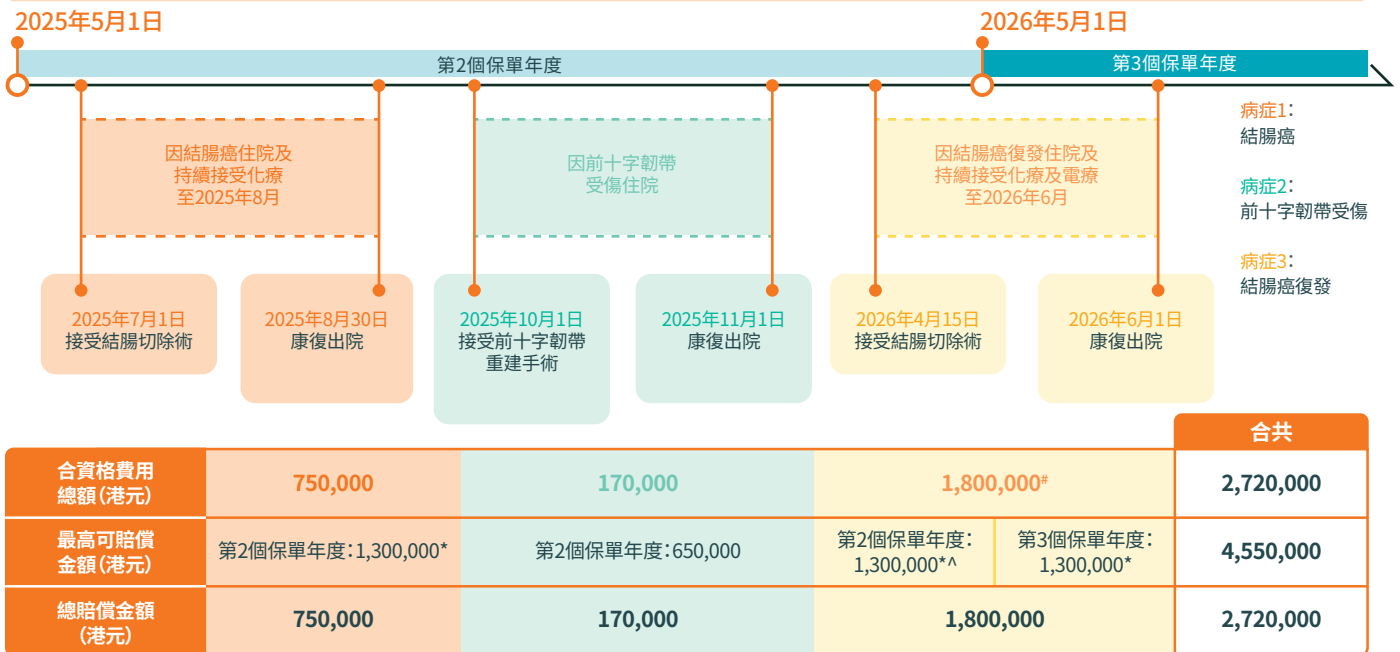 2025年5月1日
2026年5月1日
第2個保單年度
第3個保單年度
因結腸癌住院及
持續接受化療
至2025年8月
因前十字韌帶
受傷住院
因結腸癌復發住院及
持續接受化療及電療
至2026年6月
病症1：
結腸癌
病症2：
前十字韌帶受傷
病症3：
結腸癌復發
2025年7月1日
接受結腸切除術
2025年8月30日
康復出院
2025年10月1日
接受前十字韌帶
重建手術
2025年11月1日
康復出院
2026年4月15日
接受結腸切除術
2026年6月1日
康復出院
合共
合資格費用
總額（港元）
750,000
170,000
1,800,000#
2,720,000
最高可賠償
金額（港元）
第2個保單年度：1,300,000*
第2個保單年度：650,000
第2個保單年度：
1,300,000*^
第3個保單年度：
1,300,000*
4,550,000
總賠償金額
（港元）
750,000
170,000
1,800,000
2,720,000